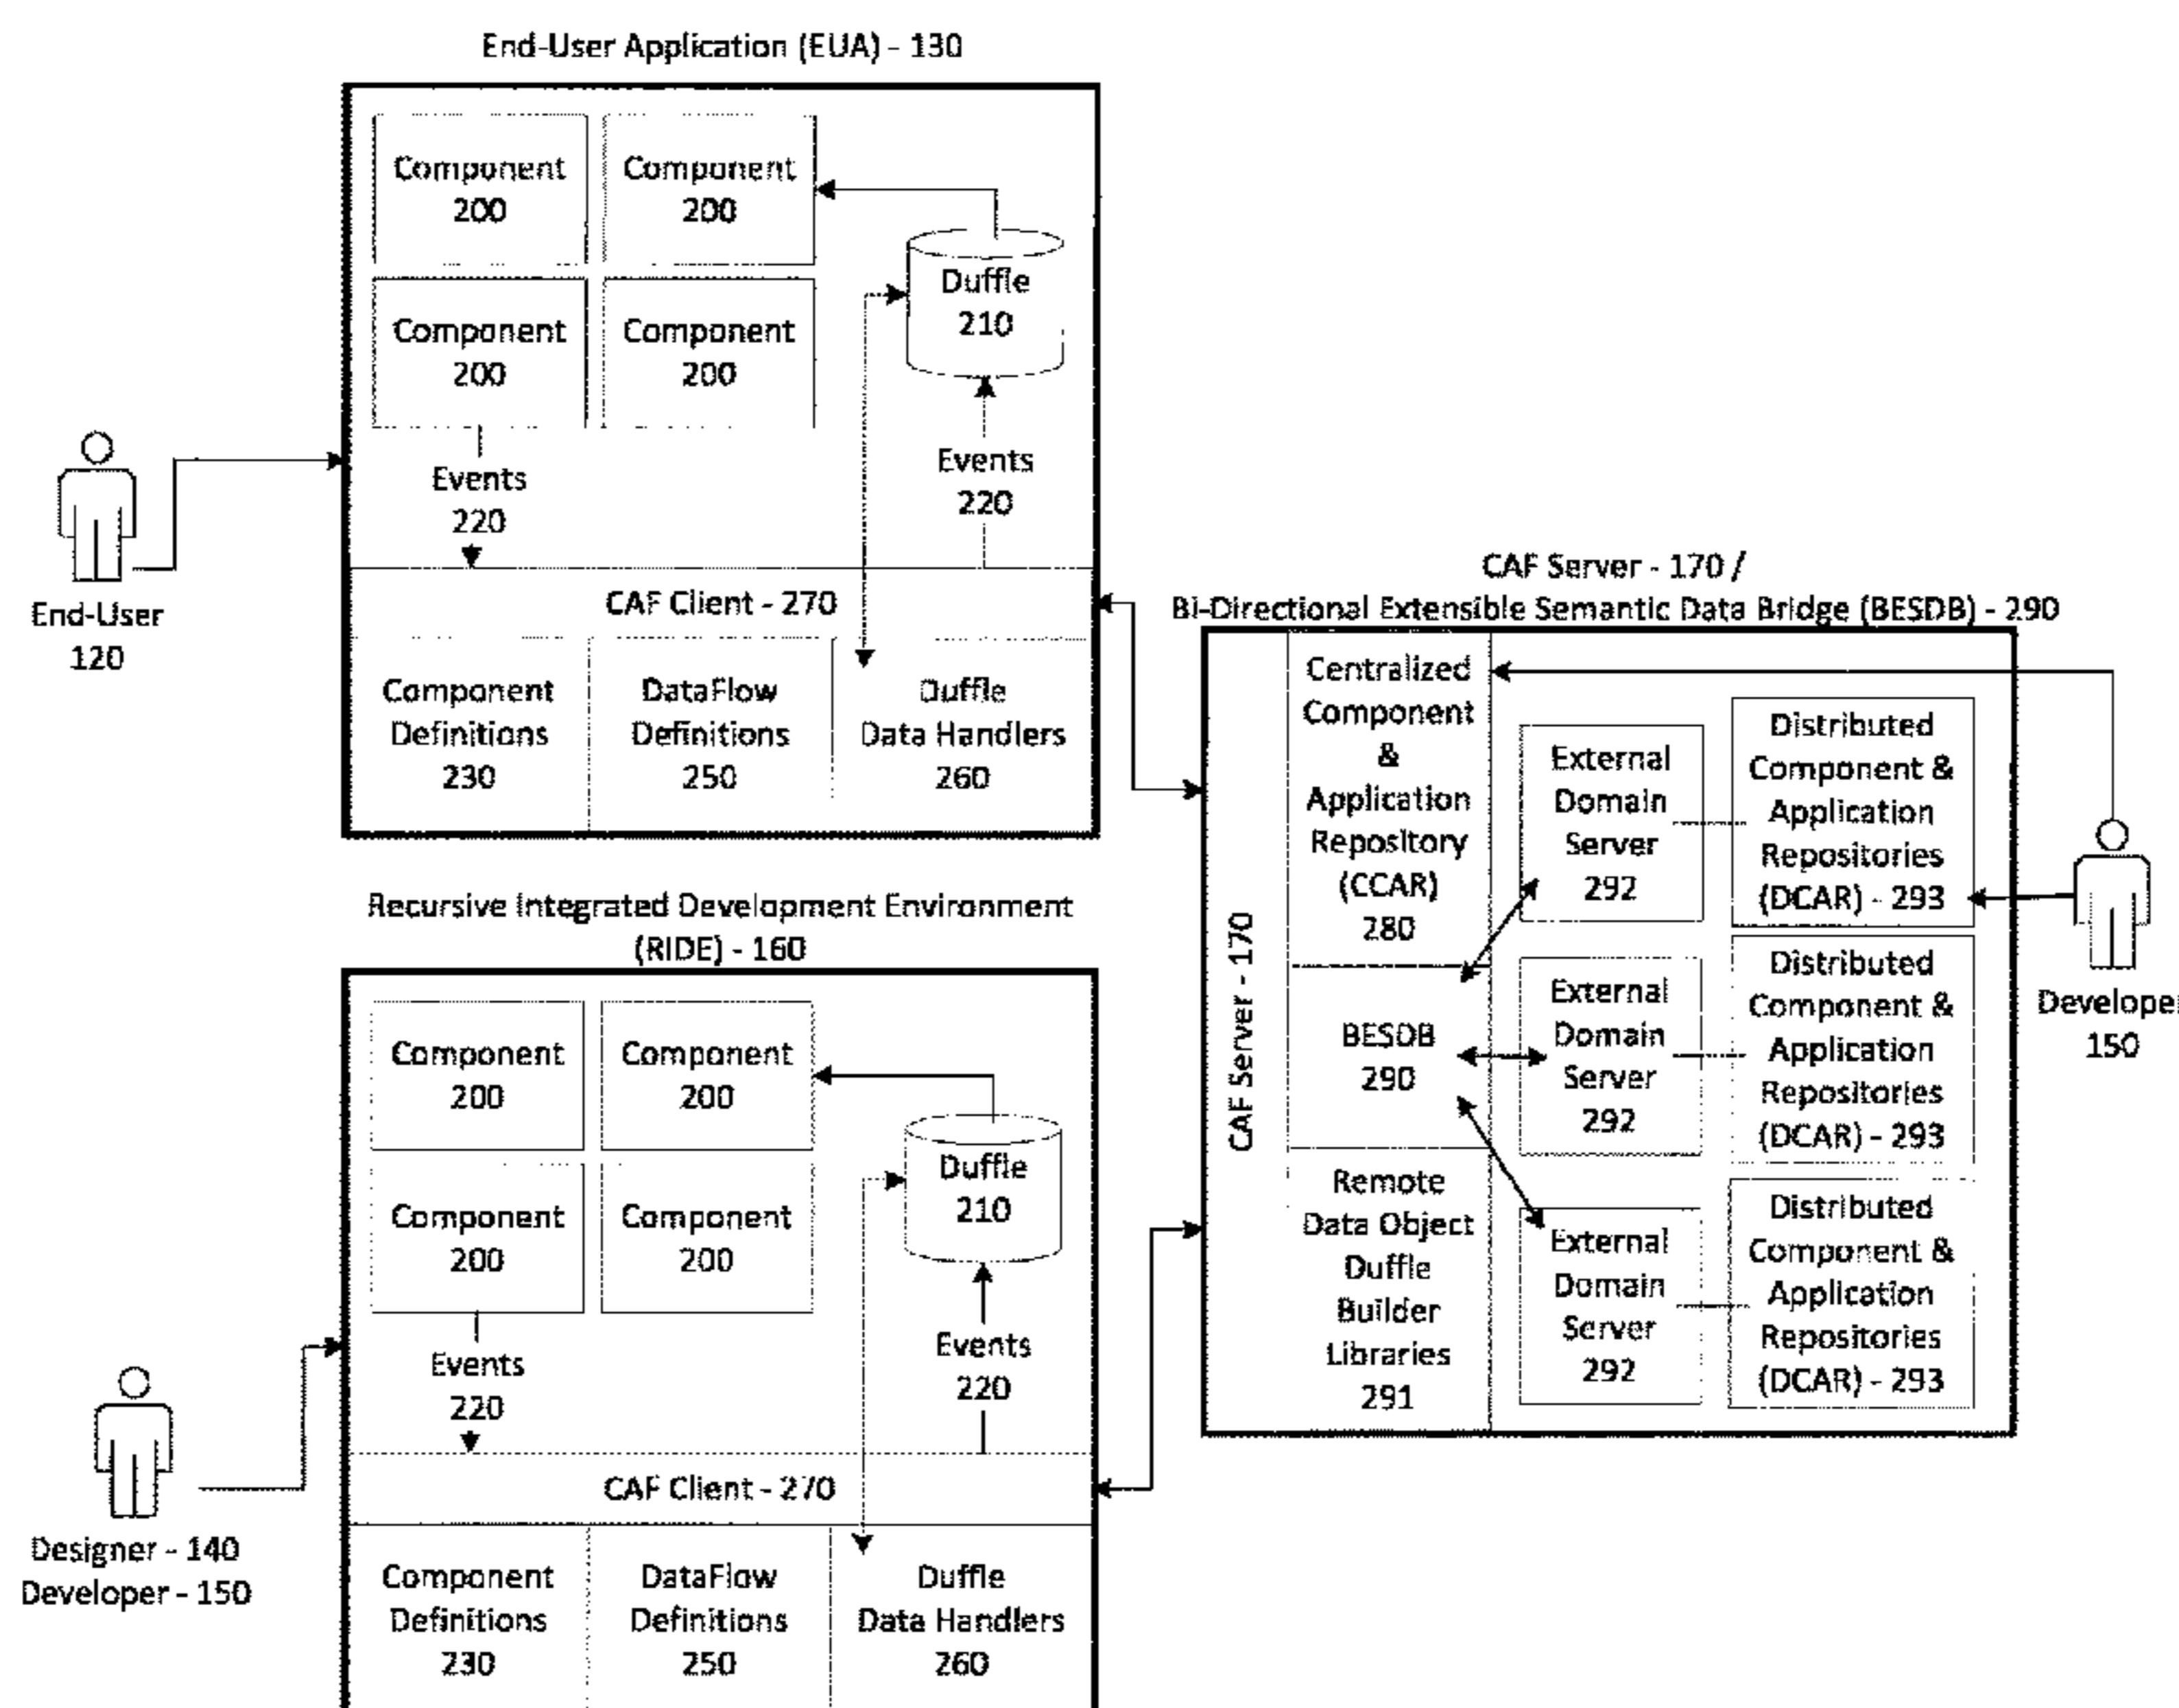 End-User Application (EUA) - 130
Component
200
Component
200
Component
200
Component
200
Duffle
210
Events
220
Events
220
CAF Client - 270
Component
Definitions
230
DataFlow
Definitions
250
Duffle
Data Handlers
260
End-User
120
Recursive Integrated Development Environment
(RIDE) - 160
Component
200
Component
200
Component
200
Component
200
Duffle
210
Events
220
Events
220
CAF Client - 270
Component
Definitions
230
DataFlow
Definitions
250
Duffle
Data Handlers
260
Designer - 140
Developer - 150
CAF Server - 170 /
Bi-Directional Extensible Semantic Data Bridge (BESDB) - 290
CAF Server - 170
Centralized
Component
&
Application
Repository
(CCAR)
280
BESDB
290
Remote
Data Object
Duffle
Builder
Libraries
291
External
Domain
Server
292
Distributed
Component &
Application
Repositories
(DCAR) - 293
External
Domain
Server
292
Distributed
Component &
Application
Repositories
(DCAR) - 293
External
Domain
Server
292
Distributed
Component &
Application
Repositories
(DCAR) - 293
Developer
150